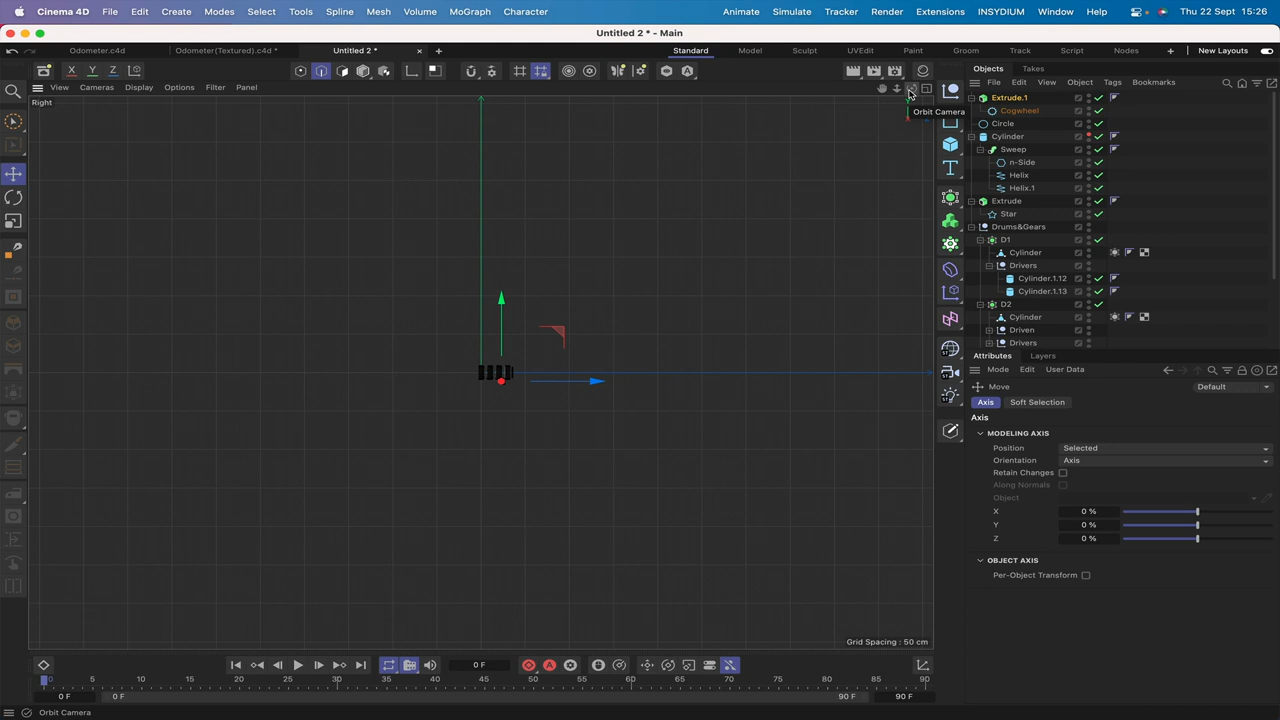 Cinema 4D File Edit Create Modes Select Tools Spline Mesh Volume MoGraph Character Animate Simulate Tracker Render Extensions INSYDIUM Window Help Thu 22 Sept 15:26
Untitled 2 * - Main
Odometer.c4d Odometer(Textured).c4d * Untitled 2 * × + Standard Model Sculpt UVEdit Paint Groom Track Script Nodes + New Layouts
X Y Z
Objects Takes
View Cameras Display Options Filter Panel
File Edit View Object Tags Bookmarks
Right
Extrude.1
Orbit Camera
Cogwheel
Circle
Cylinder
Sweep
n-Side
Helix
Helix.1
Extrude
Star
Drums&Gears
D1
Cylinder
Drivers
Cylinder.1.12
Cylinder.1.13
D2
Cylinder
Driven
Drivers
Attributes Layers
Mode Edit User Data
Move Default
Axis Soft Selection
Axis
MODELING AXIS
Position Selected
Orientation Axis
Retain Changes
Along Normals
Object
X 0 %
Y 0 %
Z 0 %
OBJECT AXIS
Per-Object Transform
Grid Spacing : 50 cm
0 F
0 5 10 15 20 25 30 35 40 45 50 55 60 65 70 75 80 85 90
0 F 0 F 90 F 90 F
Orbit Camera